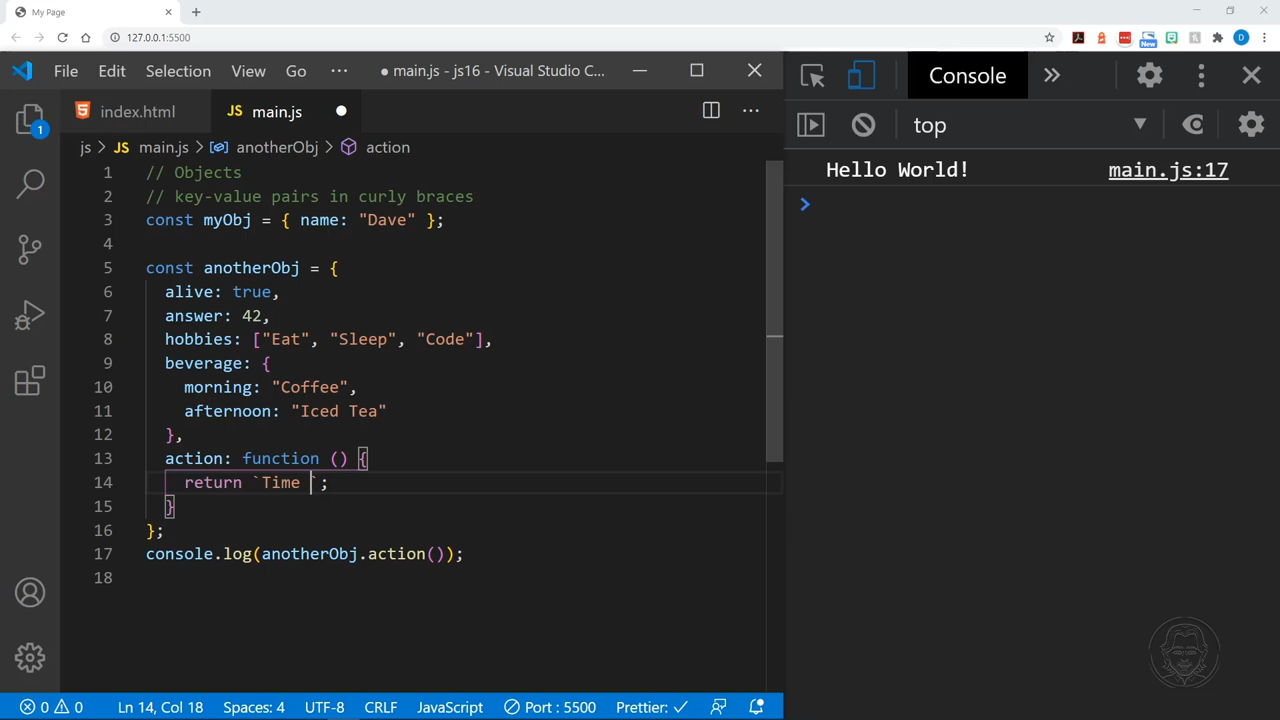 My Page
127.0.0.1:5500
New
D
File Edit Selection View Go ··· ● main.js - js16 - Visual Studio C...
index.html JS main.js ●
js > JS main.js > anotherObj > action
1 // Objects
2 // key-value pairs in curly braces
3 const myObj = { name: "Dave" };
4
5 const anotherObj = {
6 alive: true,
7 answer: 42,
8 hobbies: ["Eat", "Sleep", "Code"],
9 beverage: {
10 morning: "Coffee",
11 afternoon: "Iced Tea"
12 },
13 action: function () {
14 return `Time `;
15 }
16 };
17 console.log(anotherObj.action());
18
1
0 0 Ln 14, Col 18 Spaces: 4 UTF-8 CRLF JavaScript Port : 5500 Prettier: ✓
Console
top
Hello World! main.js:17